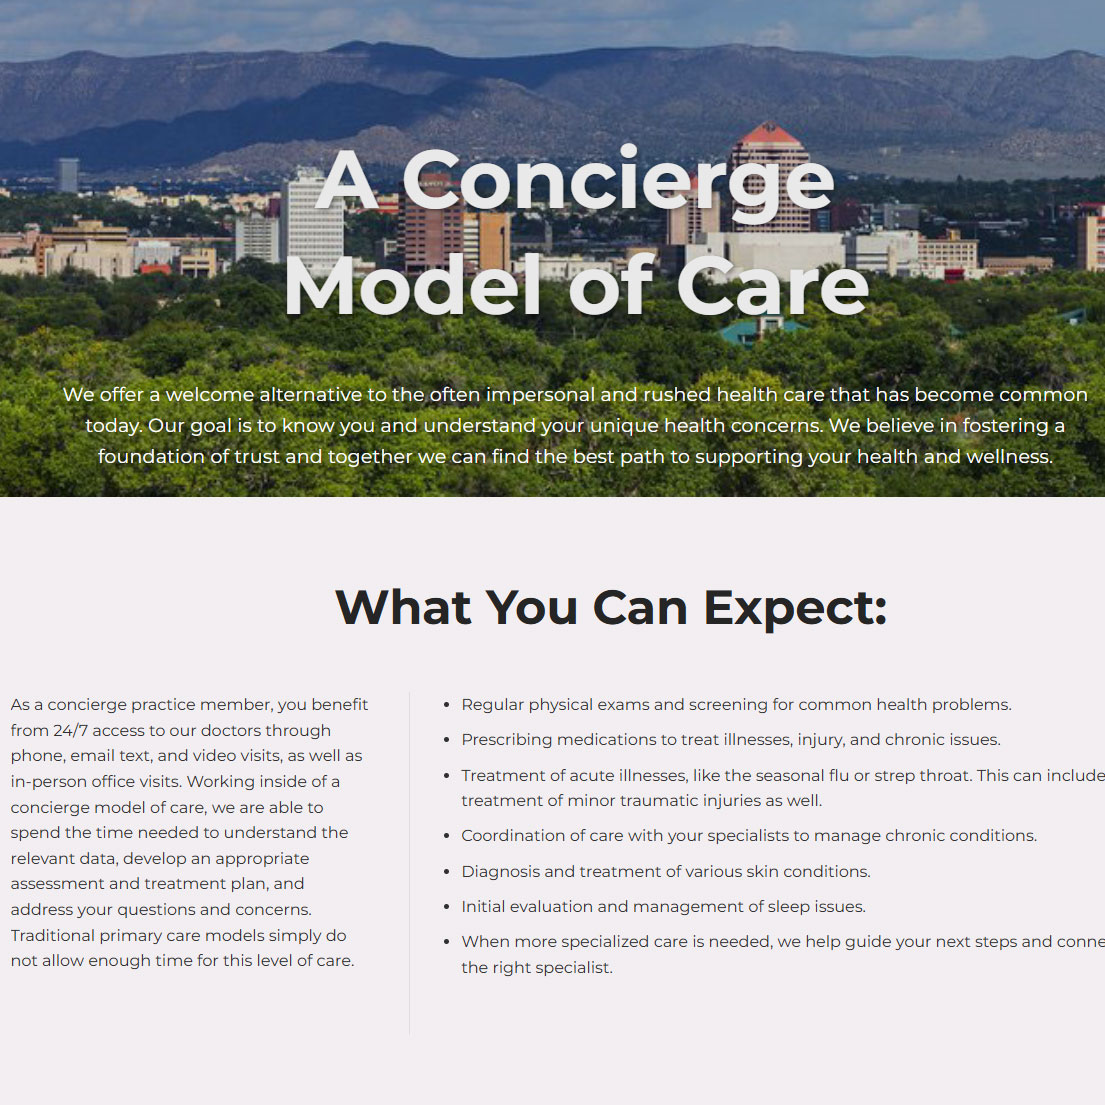 A Concierge
Model of Care
We offer a welcome alternative to the often impersonal and rushed health care that has become common
today. Our goal is to know you and understand your unique health concerns. We believe in fostering a
foundation of trust and together we can find the best path to supporting your health and wellness.
What You Can Expect:
As a concierge practice member, you benefit
from 24/7 access to our doctors through
phone, email text, and video visits, as well as
in-person office visits. Working inside of a
concierge model of care, we are able to
spend the time needed to understand the
relevant data, develop an appropriate
assessment and treatment plan, and
address your questions and concerns.
Traditional primary care models simply do
not allow enough time for this level of care.
• Regular physical exams and screening for common health problems.
• Prescribing medications to treat illnesses, injury, and chronic issues.
• Treatment of acute illnesses, like the seasonal flu or strep throat. This can include
treatment of minor traumatic injuries as well.
• Coordination of care with your specialists to manage chronic conditions.
• Diagnosis and treatment of various skin conditions.
• Initial evaluation and management of sleep issues.
• When more specialized care is needed, we help guide your next steps and
the right specialist.